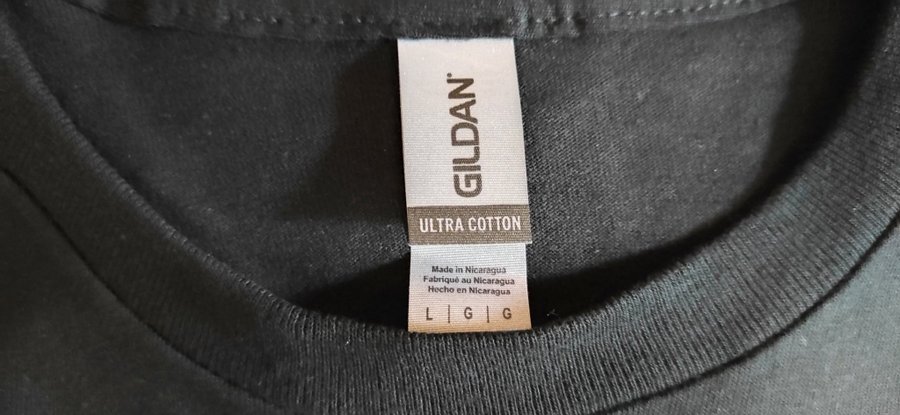 GILDAN
ULTRA COTTON
Made in Nicaragua
Fabriqué au Nicaragua
Hecho en Nicaragua
L | G | G